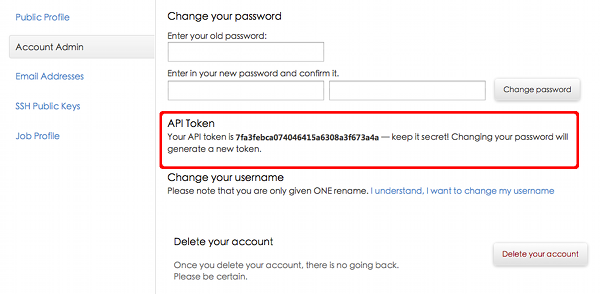 Public Profile
Account Admin
Email Addresses
SSH Public Keys
Job Profile
Change your password
Enter your old password:
Enter in your new password and confirm it.
Change password
API Token
Your API token is 7fa3febca074046415a6308a3f673a4a — keep it secret! Changing your password will
generate a new token.
Change your username
Please note that you are only given ONE rename. I understand, I want to change my username
Delete your account
Once you delete your account, there is no going back.
Please be certain.
Delete your account